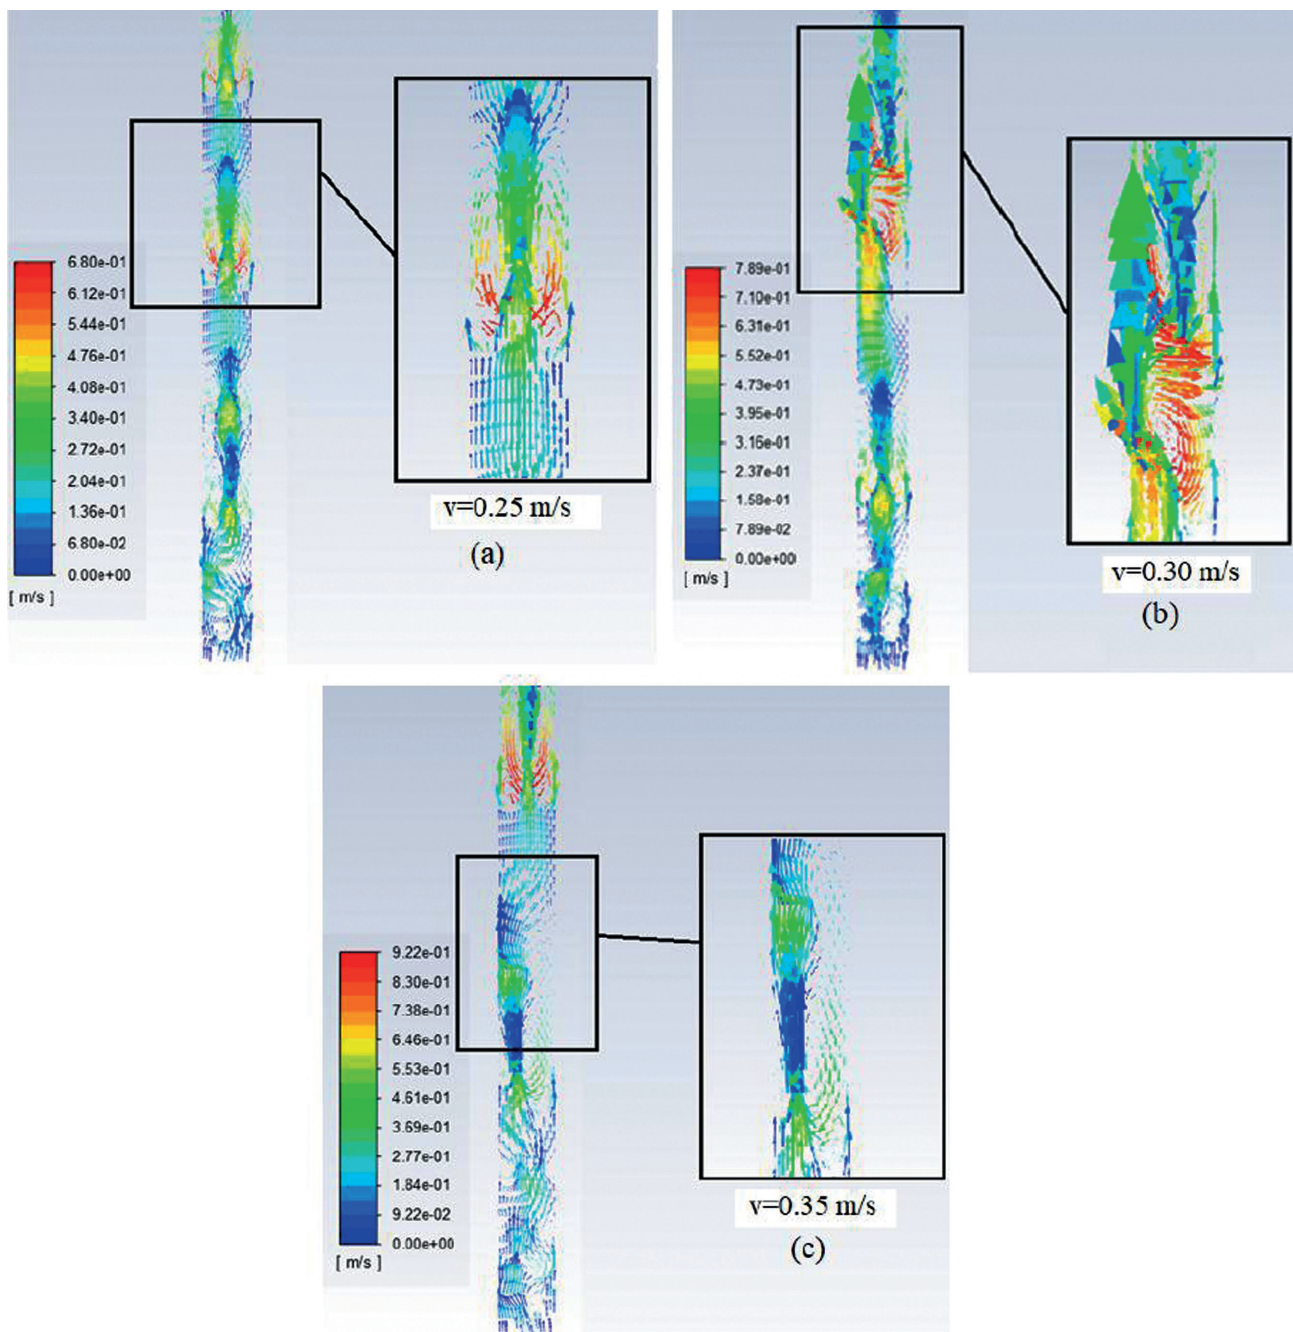 6.80e-01
6.12e-01
5.44e-01
4.76e-01
4.08e-01
3.40e-01
2.72e-01
2.04e-01
1.36e-01
6.80e-02
0.00e+00
[ m/s ]
v=0.25 m/s
(a)
7.89e-01
7.10e-01
6.31e-01
5.52e-01
4.73e-01
3.95e-01
3.16e-01
2.37e-01
1.58e-01
7.89e-02
0.00e+00
[ m/s ]
v=0.30 m/s
(b)
9.22e-01
8.30e-01
7.38e-01
6.46e-01
5.53e-01
4.61e-01
3.69e-01
2.77e-01
1.84e-01
9.22e-02
0.00e+00
[ m/s ]
v=0.35 m/s
(c)